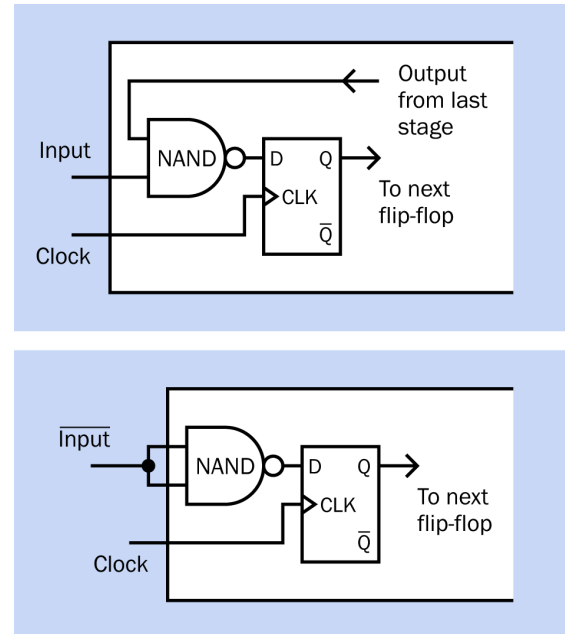 Output
from last
stage
Input
NAND
D
Q
CLK
To next
flip-flop
Q̅
Clock
I̅n̅p̅u̅t̅
NAND
D
Q
CLK
To next
flip-flop
Q̅
Clock